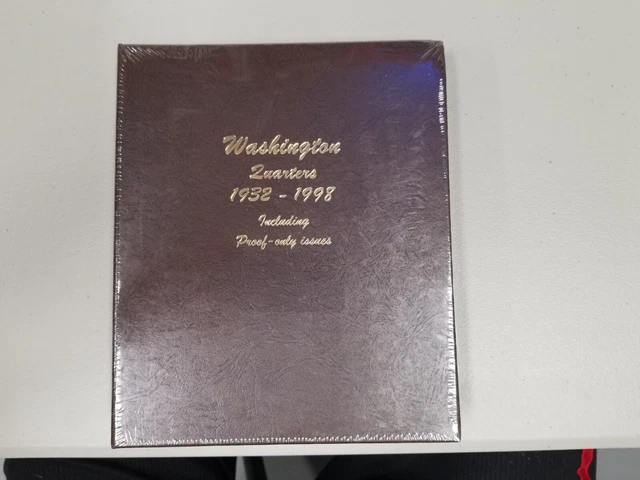 Washington
Quarters
1932 - 1998
Including
Proof-only issues